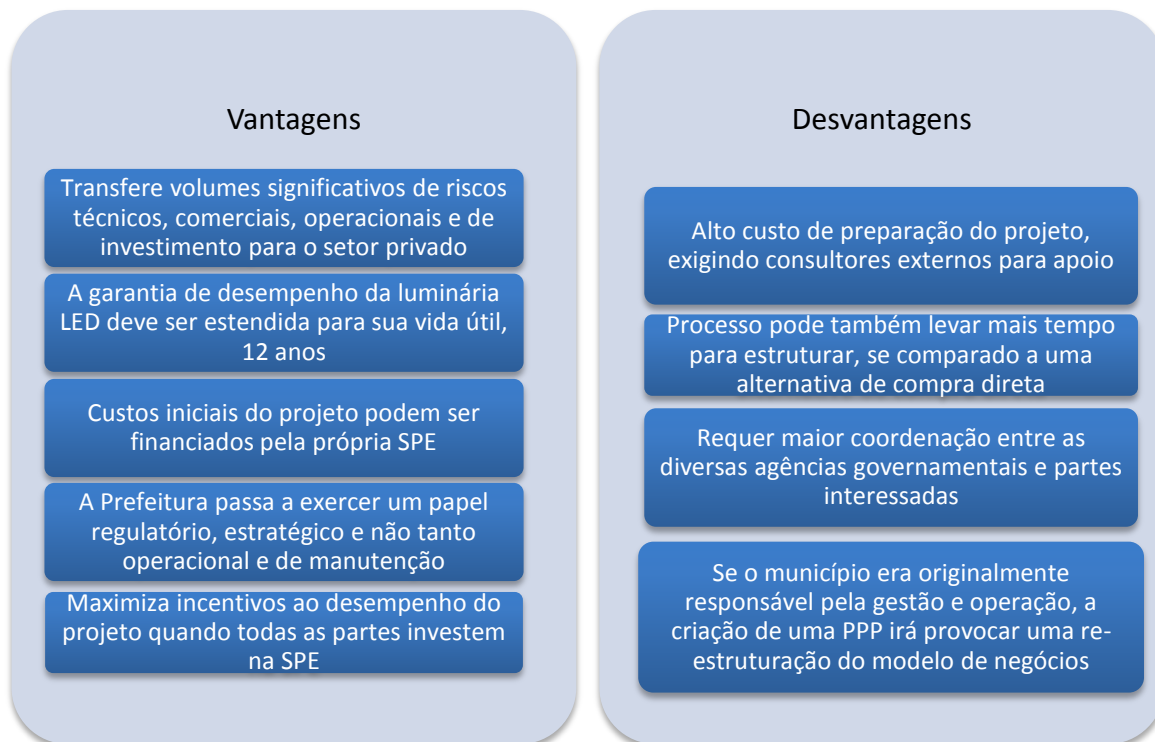 Vantagens
Transfere volumes significativos de riscos
técnicos, comerciais, operacionais e de
investimento para o setor privado
A garantia de desempenho da luminária
LED deve ser estendida para sua vida útil,
12 anos
Custos iniciais do projeto podem ser
financiados pela própria SPE
A Prefeitura passa a exercer um papel
regulatório, estratégico e não tanto
operacional e de manutenção
Maximiza incentivos ao desempenho do
projeto quando todas as partes investem
na SPE
Desvantagens
Alto custo de preparação do projeto,
exigindo consultores externos para apoio
Processo pode também levar mais tempo
para estruturar, se comparado a uma
alternativa de compra direta
Requer maior coordenação entre as
diversas agências governamentais e partes
interessadas
Se o município era originalmente
responsável pela gestão e operação, a
criação de uma PPP irá provocar uma re-
estruturação do modelo de negócios